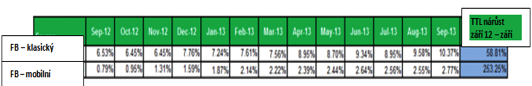 Sep-12 Oct-12 Nov-12 Dec-12 Jan-13 Feb-13 Mar-13 Apr-13 May-13 Jun-13 Jul-13 Aug-13 Sep-13 TTL nárůst září 12 – září
FB – klasický 6.53% 6.45% 6.45% 7.76% 7.24% 7.61% 7.56% 8.95% 8.70% 9.34% 8.95% 9.58% 10.37% 58.81%
FB – mobilní 0.79% 0.95% 1.31% 1.59% 1.87% 2.14% 2.22% 2.39% 2.44% 2.64% 2.56% 2.55% 2.77% 253.25%